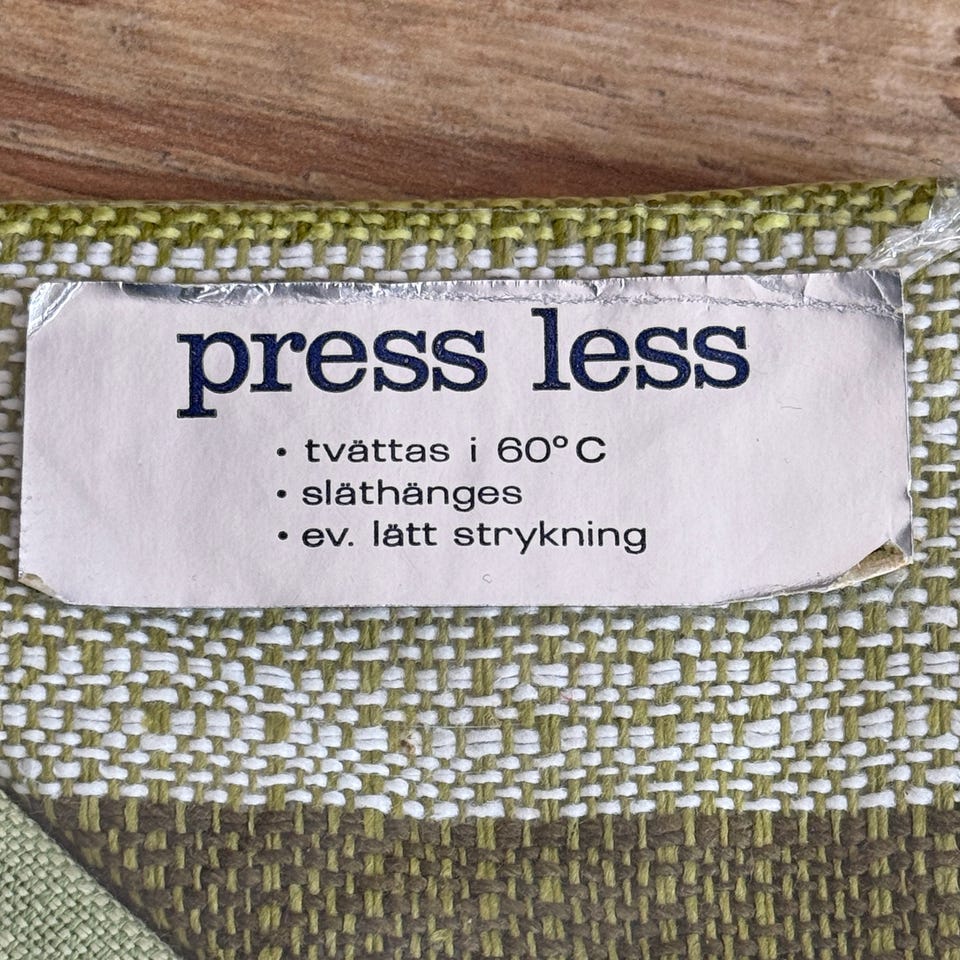 press less
• tvättas i 60°C
• släthänges
• ev. lätt strykning